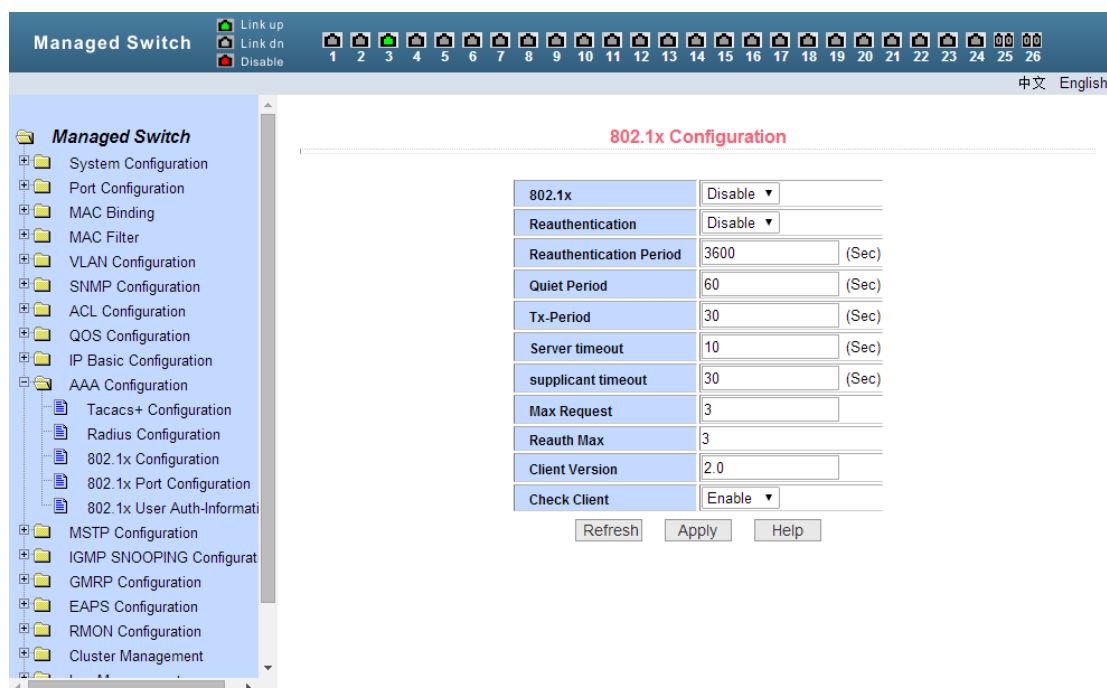 Managed Switch
Link up
Link dn
Disable
1 2 3 4 5 6 7 8 9 10 11 12 13 14 15 16 17 18 19 20 21 22 23 24 25 26
中文 English
Managed Switch
System Configuration
Port Configuration
MAC Binding
MAC Filter
VLAN Configuration
SNMP Configuration
ACL Configuration
QOS Configuration
IP Basic Configuration
AAA Configuration
Tacacs+ Configuration
Radius Configuration
802.1x Configuration
802.1x Port Configuration
802.1x User Auth-Informati
MSTP Configuration
IGMP SNOOPING Configurat
GMRP Configuration
EAPS Configuration
RMON Configuration
Cluster Management
802.1x Configuration
802.1x Disable
Reauthentication Disable
Reauthentication Period 3600 (Sec)
Quiet Period 60 (Sec)
Tx-Period 30 (Sec)
Server timeout 10 (Sec)
supplicant timeout 30 (Sec)
Max Request 3
Reauth Max 3
Client Version 2.0
Check Client Enable
Refresh Apply Help